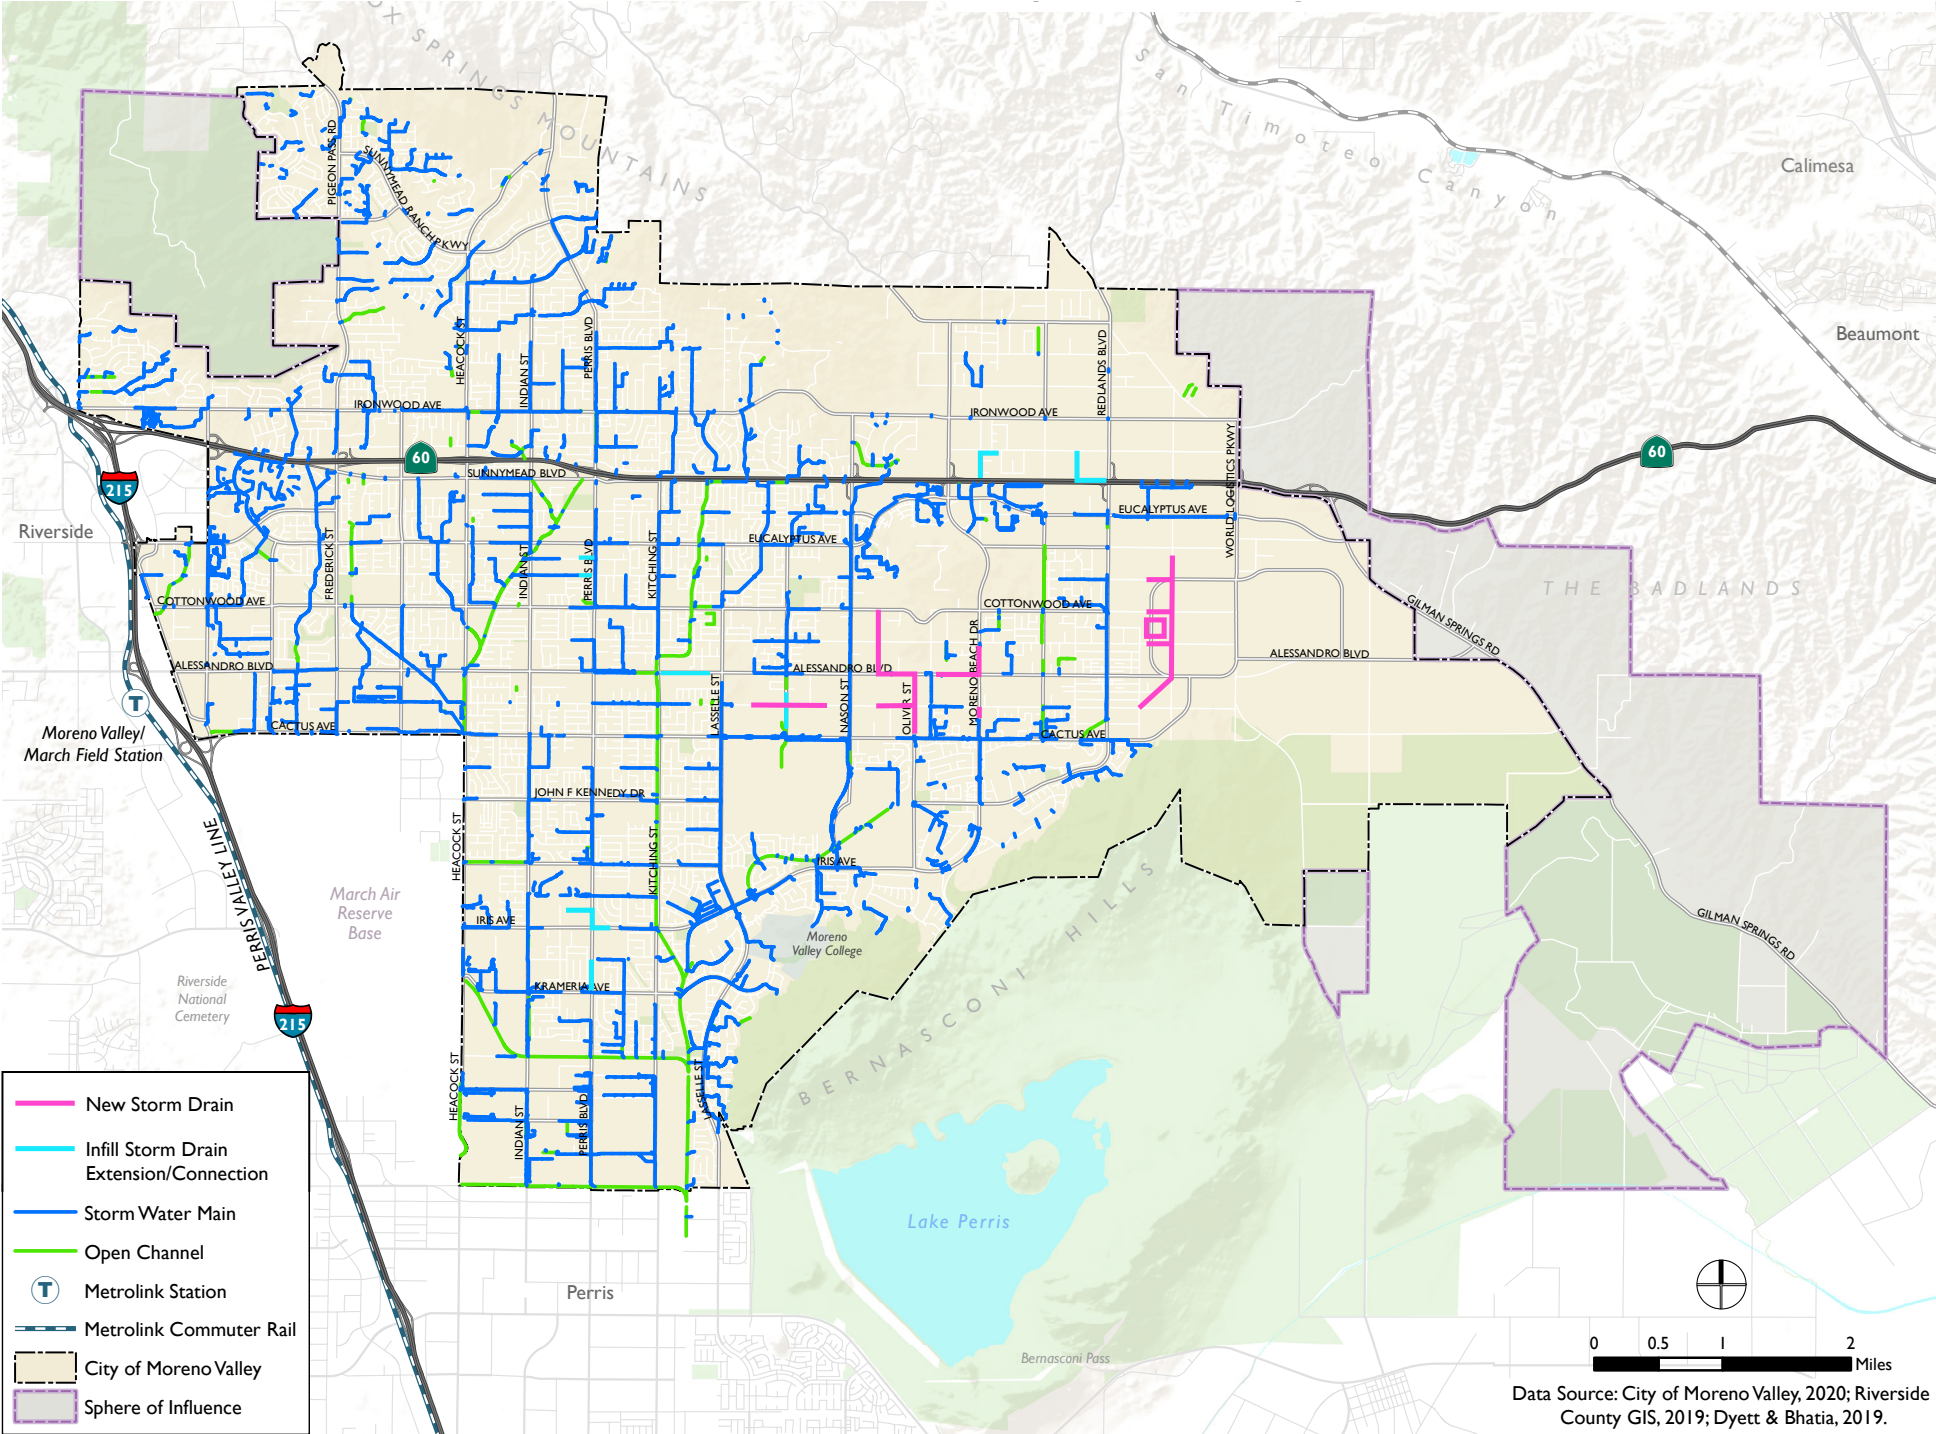 OX SPRINGS MOUNTAINS
San Timoteo Canyon
Calimesa
Beaumont
PIGEON PASS RD
SUNNYMEAD RANCH PKWY
HEACOCK ST
INDIAN ST
PERRIS BLVD
REDLANDS BLVD
IRONWOOD AVE
IRONWOOD AVE
60
60
SUNNYMEAD BLVD
215
Riverside
WORLD LOGISTICS PKWY
EUCALYPTUS AVE
EUCALYPTUS AVE
FREDERICK ST
INDIAN ST
PERRIS BLVD
KITCHING ST
THE BADLANDS
COTTONWOOD AVE
COTTONWOOD AVE
GILMAN SPRINGS RD
ALESSANDRO BLVD
ALESSANDRO BLVD
ALESSANDRO BLVD
MORENO BEACH DR
LASSELLE ST
NASON ST
OLIVER ST
T
CACTUS AVE
CACTUS AVE
Moreno Valley/
March Field Station
JOHN F KENNEDY DR
PERRIS VALLEY LINE
HEACOCK ST
KITCHING ST
IRIS AVE
March Air
Reserve
Base
IRIS AVE
Moreno
Valley College
BERNASCONI HILLS
GILMAN SPRINGS RD
Riverside
National
Cemetery
KRAMERIA AVE
215
HEACOCK ST
INDIAN ST
PERRIS BLVD
LASSELLE ST
Lake Perris
Perris
Bernasconi Pass
New Storm Drain
Infill Storm Drain
Extension/Connection
Storm Water Main
Open Channel
T
Metrolink Station
Metrolink Commuter Rail
City of Moreno Valley
Sphere of Influence
0 0.5 1 2
Miles
Data Source: City of Moreno Valley, 2020; Riverside
County GIS, 2019; Dyett & Bhatia, 2019.